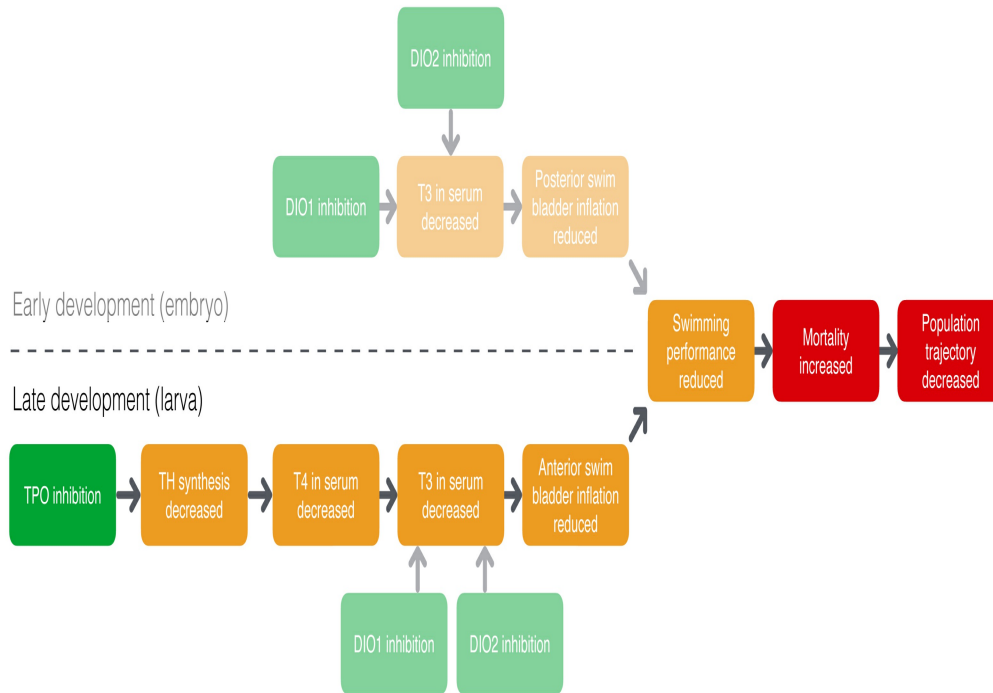 DIO2 inhibition
DIO1 inhibition
T3 in serum
decreased
Posterior swim
bladder inflation
reduced
Early development (embryo)
Swimming
performance
reduced
Mortality
increased
Population
trajectory
decreased
Late development (larva)
TPO inhibition
TH synthesis
decreased
T4 in serum
decreased
T3 in serum
decreased
Anterior swim
bladder inflation
reduced
DIO1 inhibition
DIO2 inhibition